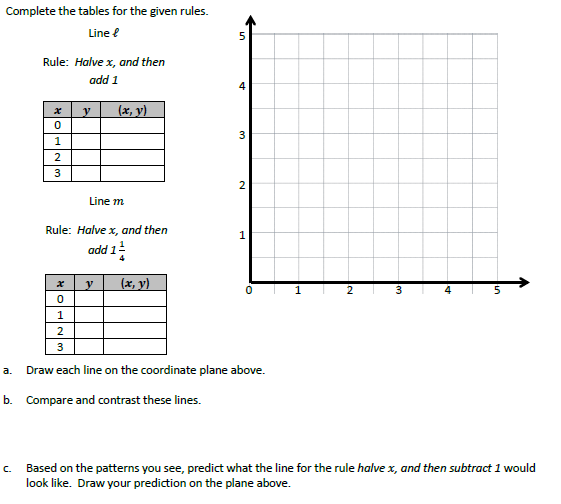 Complete the tables for the given rules.
Line ℓ
Rule: Halve x, and then
add 1
x y (x, y)
0
1
2
3
Line m
Rule: Halve x, and then
add 1 1/4
x y (x, y)
0
1
2
3
5
4
3
2
1
0 1 2 3 4 5
a. Draw each line on the coordinate plane above.
b. Compare and contrast these lines.
c. Based on the patterns you see, predict what the line for the rule halve x, and then subtract 1 would
look like. Draw your prediction on the plane above.